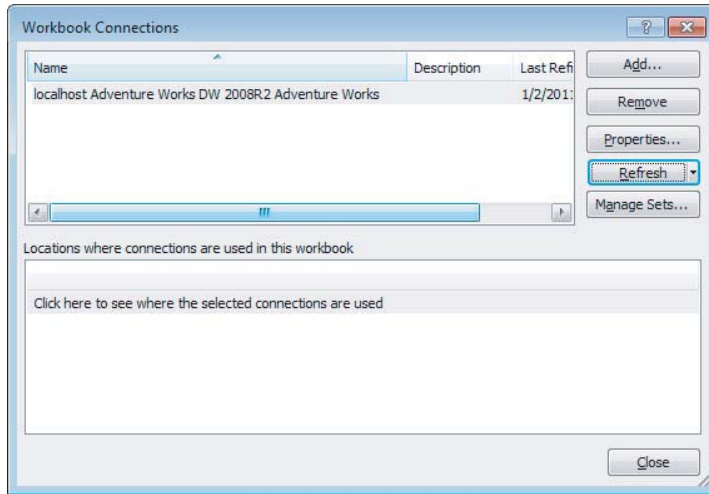 Workbook Connections
Name Description Last Refi
localhost Adventure Works DW 2008R2 Adventure Works 1/2/2011
Add...
Remove
Properties...
Refresh
Manage Sets...
Locations where connections are used in this workbook
Click here to see where the selected connections are used
Close